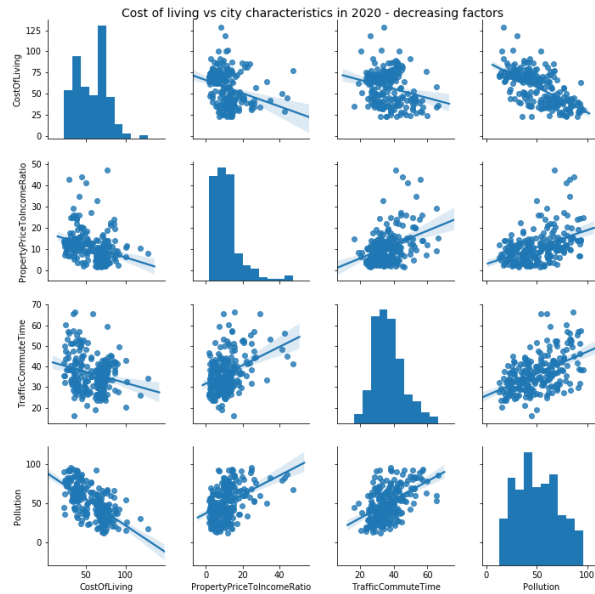 Cost of living vs city characteristics in 2020 - decreasing factors
CostOfLiving
125
100
75
50
25
0
PropertyPriceToIncomeRatio
50
40
30
20
10
0
TrafficCommuteTime
70
60
50
40
30
20
Pollution
100
50
0
50 100
CostOfLiving
0 20 40
PropertyPriceToIncomeRatio
20 40 60
TrafficCommuteTime
0 50 100
Pollution